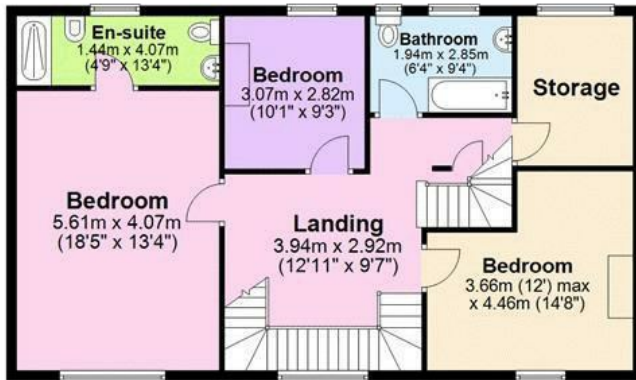 En-suite
1.44m x 4.07m
(4'9" x 13'4")
Bedroom
3.07m x 2.82m
(10'1" x 9'3")
Bathroom
1.94m x 2.85m
(6'4" x 9'4")
Storage
Bedroom
5.61m x 4.07m
(18'5" x 13'4")
Landing
3.94m x 2.92m
(12'11" x 9'7")
Bedroom
3.66m (12') max
x 4.46m (14'8")